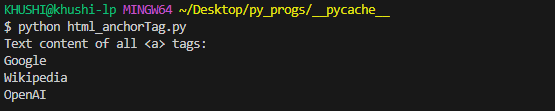 KHUSHI@khushi-lp MINGW64 ~/Desktop/py_progs/__pycache__
$ python html_anchorTag.py
Text content of all <a> tags:
Google
Wikipedia
OpenAI